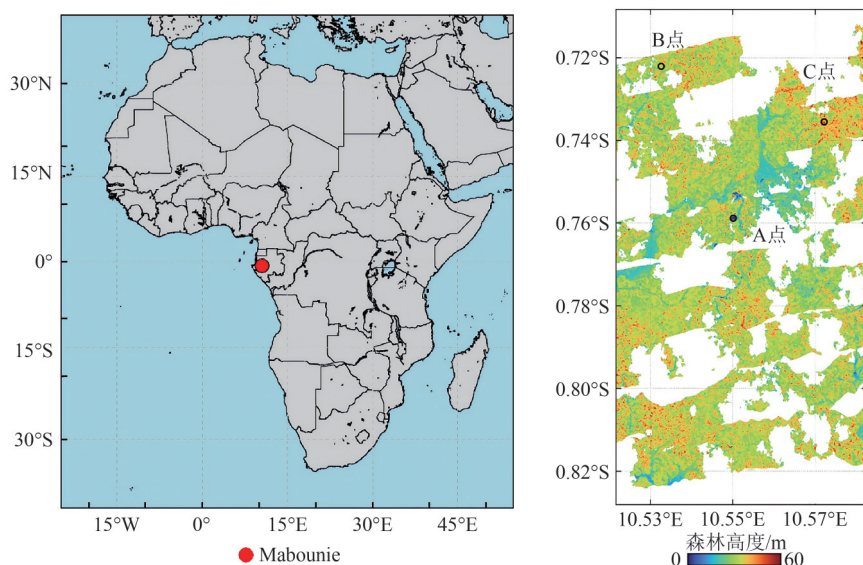 30°N
15°N
0°
15°S
30°S
15°W
0°
15°E
30°E
45°E
Mabounie
B点
C点
A点
0.72°S
0.74°S
0.76°S
0.78°S
0.80°S
0.82°S
10.53°E
10.55°E
10.57°E
森林高度/m
0
60